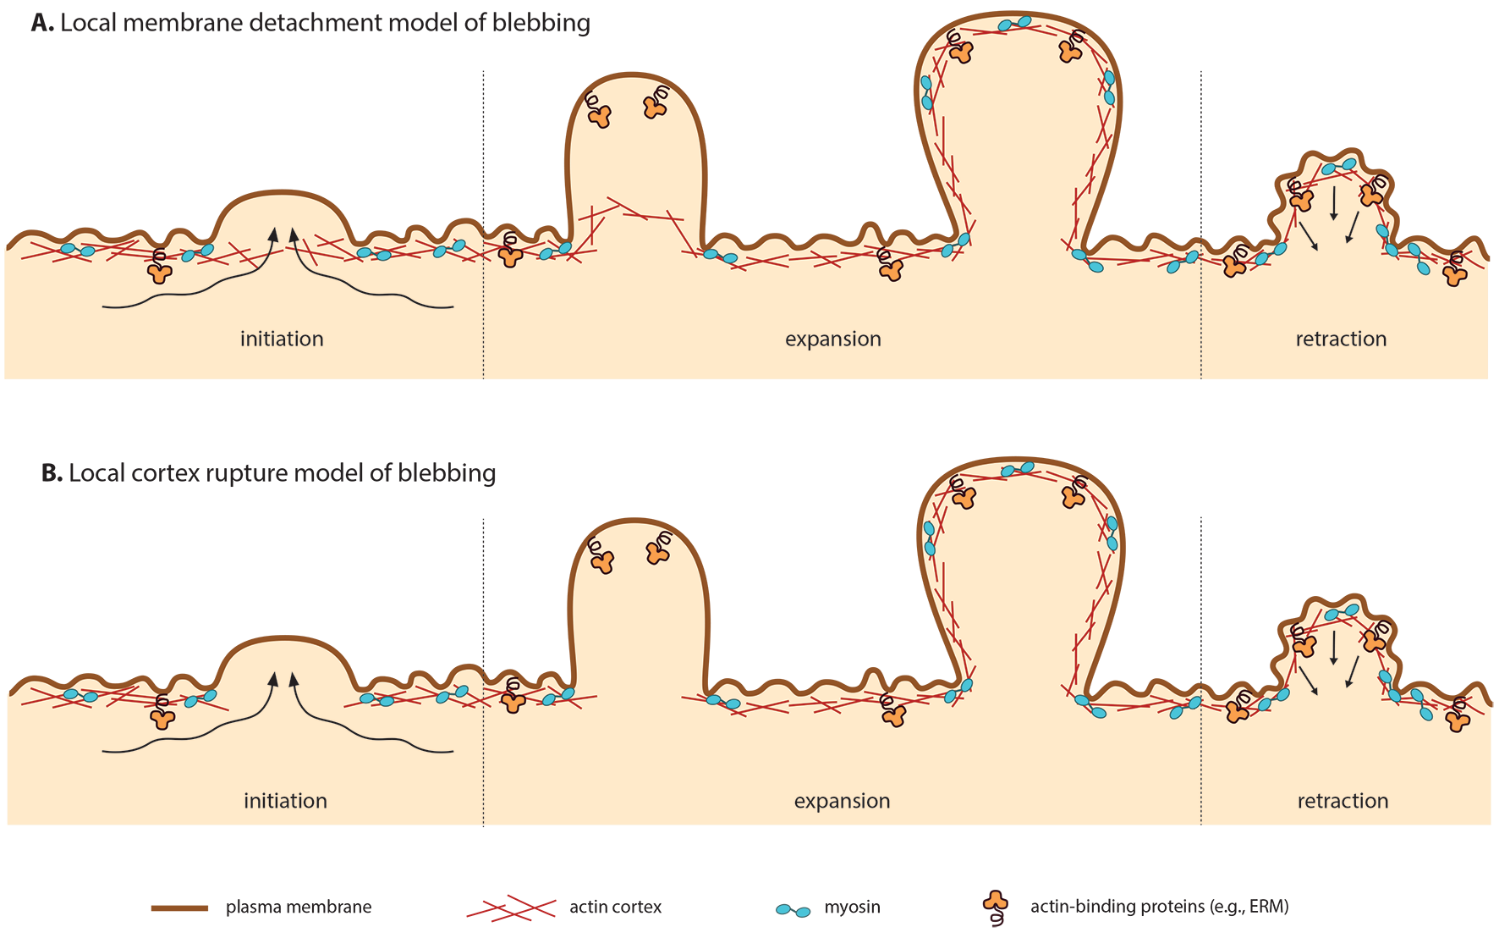 A. Local membrane detachment model of blebbing
initiation
expansion
retraction
B. Local cortex rupture model of blebbing
initiation
expansion
retraction
plasma membrane
actin cortex
myosin
actin-binding proteins (e.g., ERM)